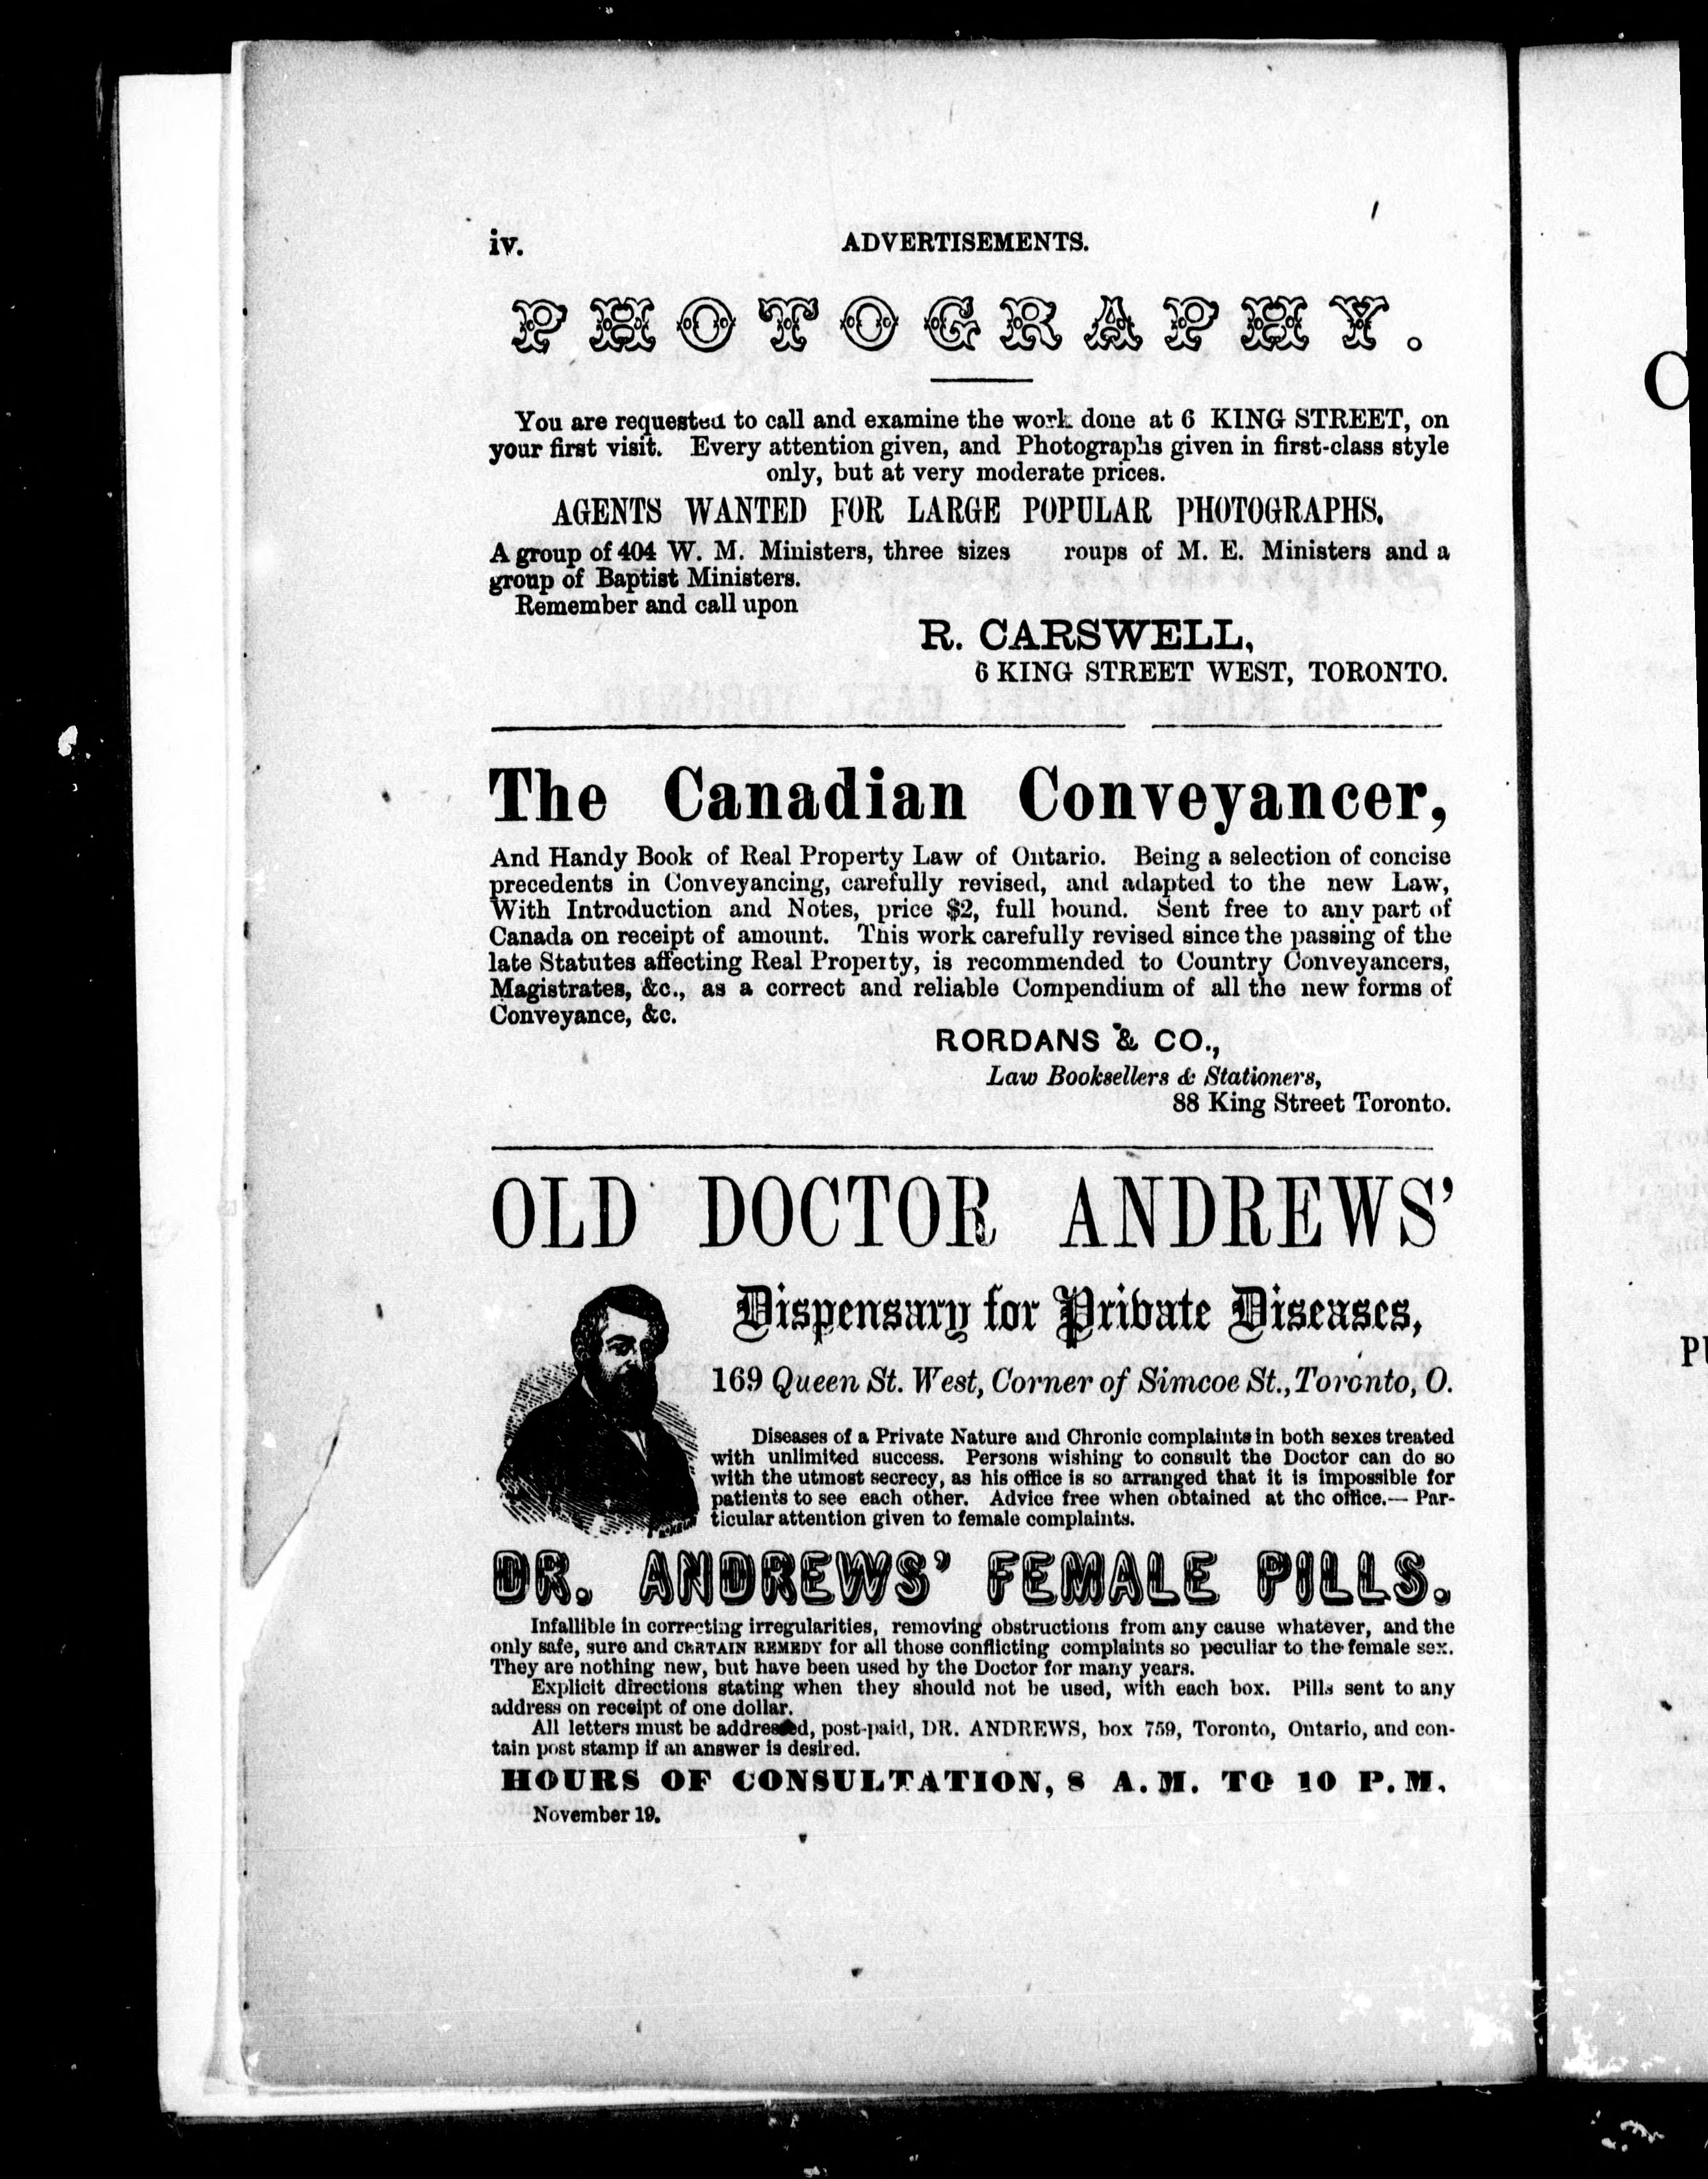 iv.
ADVERTISEMENTS.
PHOTOGRAPHY.
You are requested to call and examine the work done at 6 KING STREET, on
your first visit. Every attention given, and Photographs given in first-class style
only, but at very moderate prices.
AGENTS WANTED FOR LARGE POPULAR PHOTOGRAPHS.
A group of 404 W. M. Ministers, three sizes roups of M. E. Ministers and a
group of Baptist Ministers.
Remember and call upon
R. CARSWELL,
6 KING STREET WEST, TORONTO.
The Canadian Conveyancer,
And Handy Book of Real Property Law of Ontario. Being a selection of concise
precedents in Conveyancing, carefully revised, and adapted to the new Law,
With Introduction and Notes, price $2, full bound. Sent free to any part of
Canada on receipt of amount. This work carefully revised since the passing of the
late Statutes affecting Real Property, is recommended to Country Conveyancers,
Magistrates, &c., as a correct and reliable Compendium of all the new forms of
Conveyance, &c.
RORDANS & CO.,
Law Booksellers & Stationers,
88 King Street Toronto.
OLD DOCTOR ANDREWS'
Dispensary for Private Diseases,
169 Queen St. West, Corner of Simcoe St., Toronto, O.
Diseases of a Private Nature and Chronic complaints in both sexes treated
with unlimited success. Persons wishing to consult the Doctor can do so
with the utmost secrecy, as his office is so arranged that it is impossible for
patients to see each other. Advice free when obtained at the office.— Par-
ticular attention given to female complaints.
DR. ANDREWS' FEMALE PILLS.
Infallible in correcting irregularities, removing obstructions from any cause whatever, and the
only safe, sure and CERTAIN REMEDY for all those conflicting complaints so peculiar to the female sex.
They are nothing new, but have been used by the Doctor for many years.
Explicit directions stating when they should not be used, with each box. Pills sent to any
address on receipt of one dollar.
All letters must be addressed, post-paid, DR. ANDREWS, box 759, Toronto, Ontario, and con-
tain post stamp if an answer is desired.
HOURS OF CONSULTATION, 8 A.M. TO 10 P.M.
November 19.